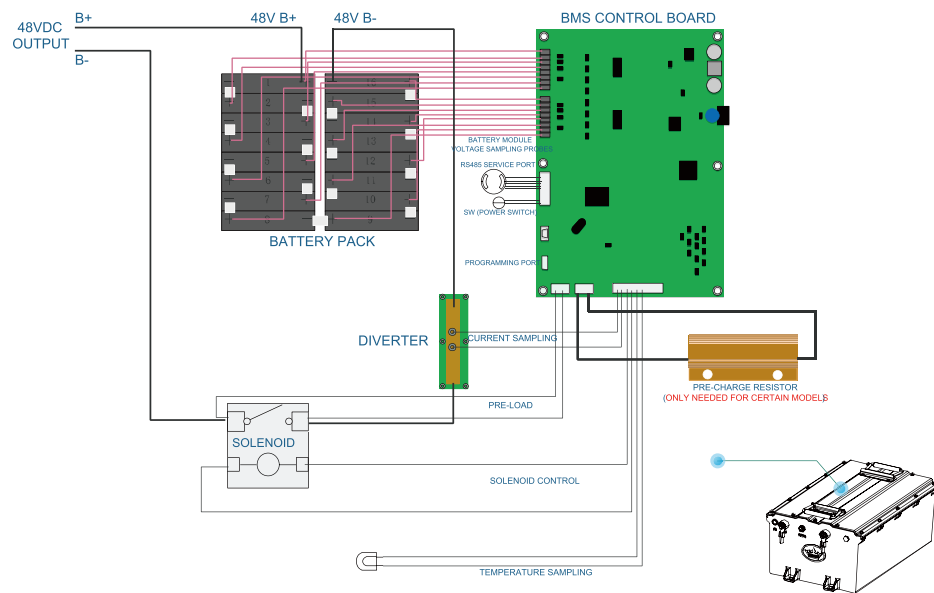 48VDC
OUTPUT
B+
B-
48V B+
48V B-
BMS CONTROL BOARD
1
2
3
4
5
6
7
8
16
15
11
13
12
11
10
9
BATTERY PACK
BATTERY MODULE
VOLTAGE SAMPLING PROBES
RS485 SERVICE PORT
SW (POWER SWITCH)
PROGRAMMING PORT
DIVERTER
CURRENT SAMPLING
PRE-CHARGE RESISTOR
(ONLY NEEDED FOR CERTAIN MODELS)
PRE-LOAD
SOLENOID
SOLENOID CONTROL
TEMPERATURE SAMPLING